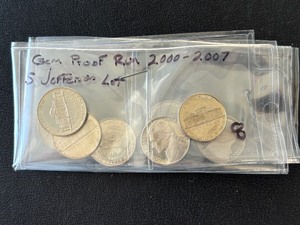 Gem Proof Run 2000-2007
S Jefferson Lot
8